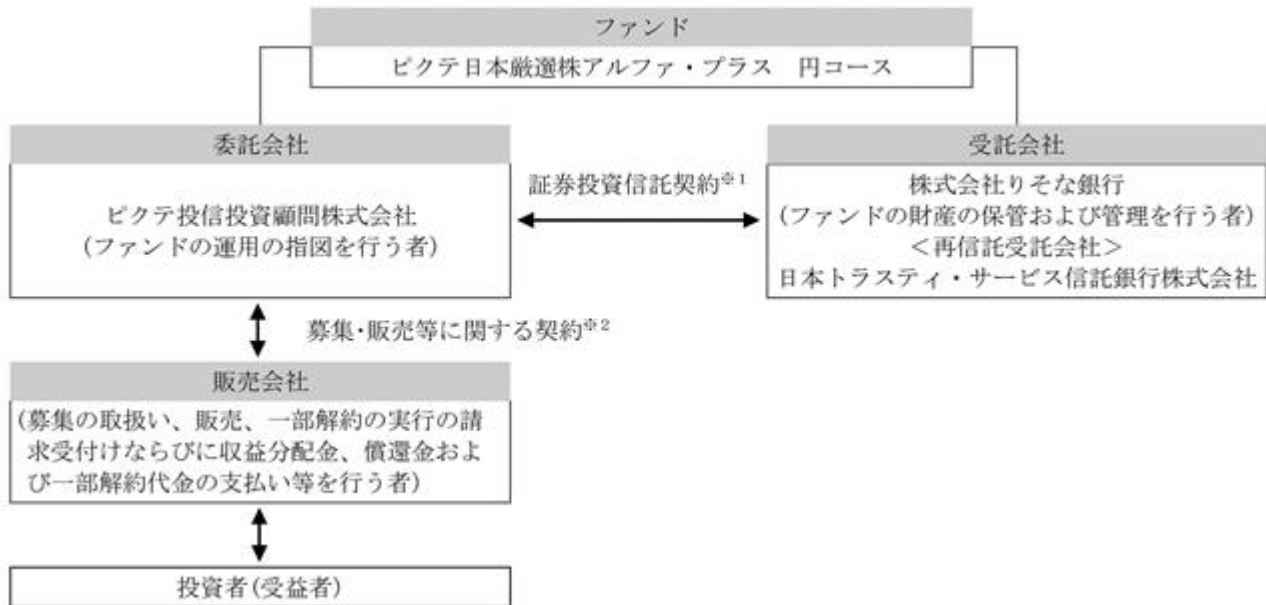 ファンド
ピクテ日本厳選株アルファ・プラス　円コース
委託会社
ピクテ投信投資顧問株式会社
(ファンドの運用の指図を行う者)
証券投資信託契約※1
受託会社
株式会社りそな銀行
(ファンドの財産の保管および管理を行う者)
＜再信託受託会社＞
日本トラスティ・サービス信託銀行株式会社
募集・販売等に関する契約※2
販売会社
(募集の取扱い、販売、一部解約の実行の請
求受付けならびに収益分配金、償還金およ
び一部解約代金の支払い等を行う者)
投資者(受益者)